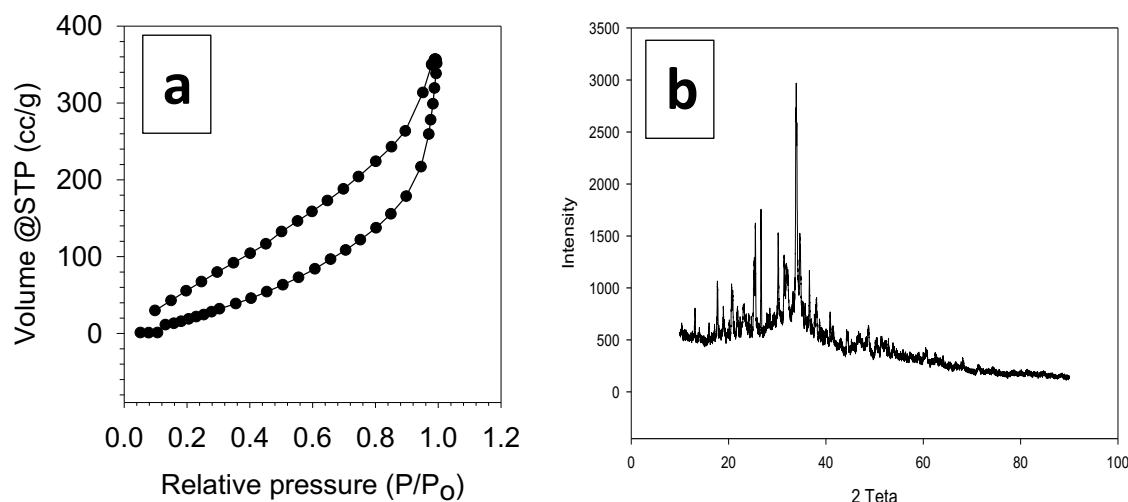 a
400
300
200
100
0
Volume @STP (cc/g)
0.0 0.2 0.4 0.6 0.8 1.0 1.2
Relative pressure (P/Po)
b
3500
3000
2500
2000
1500
1000
500
0
Intensity
0 20 40 60 80 100
2 Teta